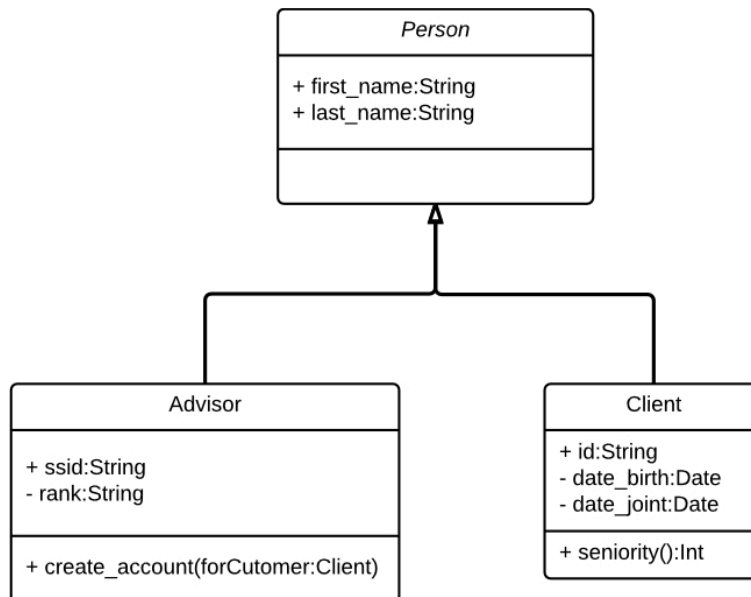 Person
+ first_name:String
+ last_name:String
Advisor
+ ssid:String
- rank:String
+ create_account(forCutomer:Client)
Client
+ id:String
- date_birth:Date
- date_joint:Date
+ seniority():Int